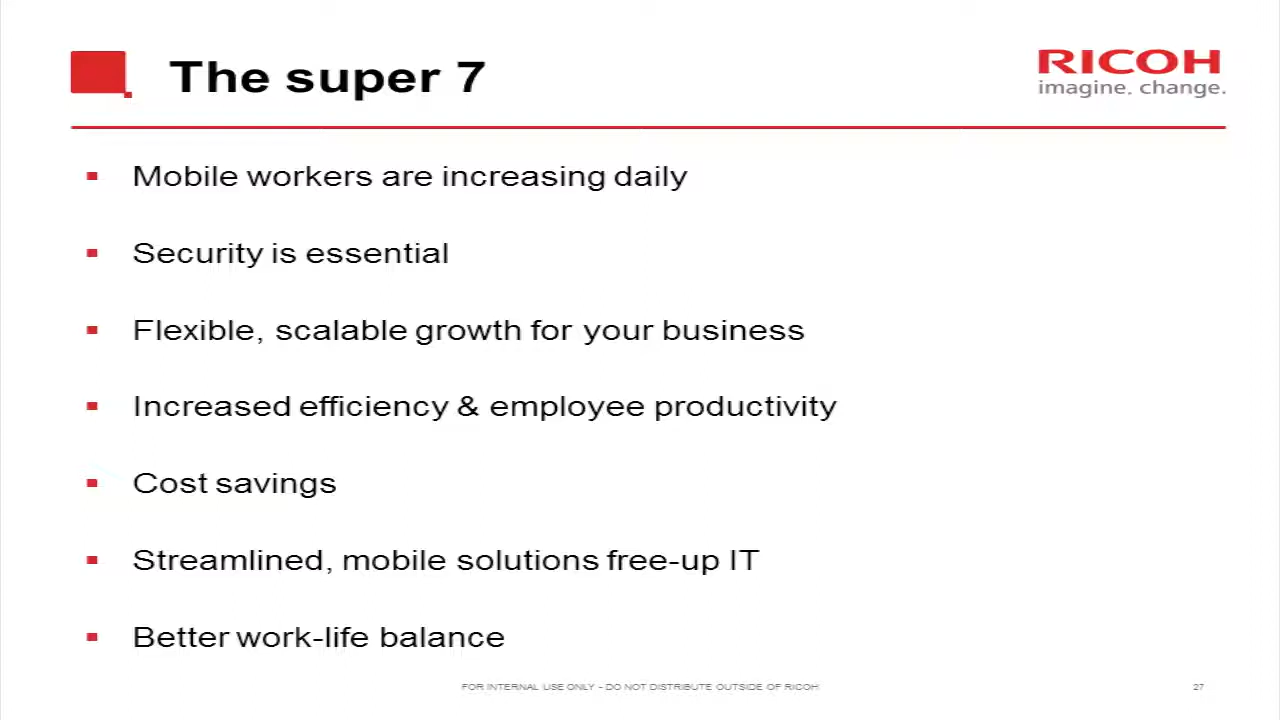 The super 7
RICOH
imagine. change.
Mobile workers are increasing daily
Security is essential
Flexible, scalable growth for your business
Increased efficiency & employee productivity
Cost savings
Streamlined, mobile solutions free-up IT
Better work-life balance
FOR INTERNAL USE ONLY - DO NOT DISTRIBUTE OUTSIDE OF RICOH
27